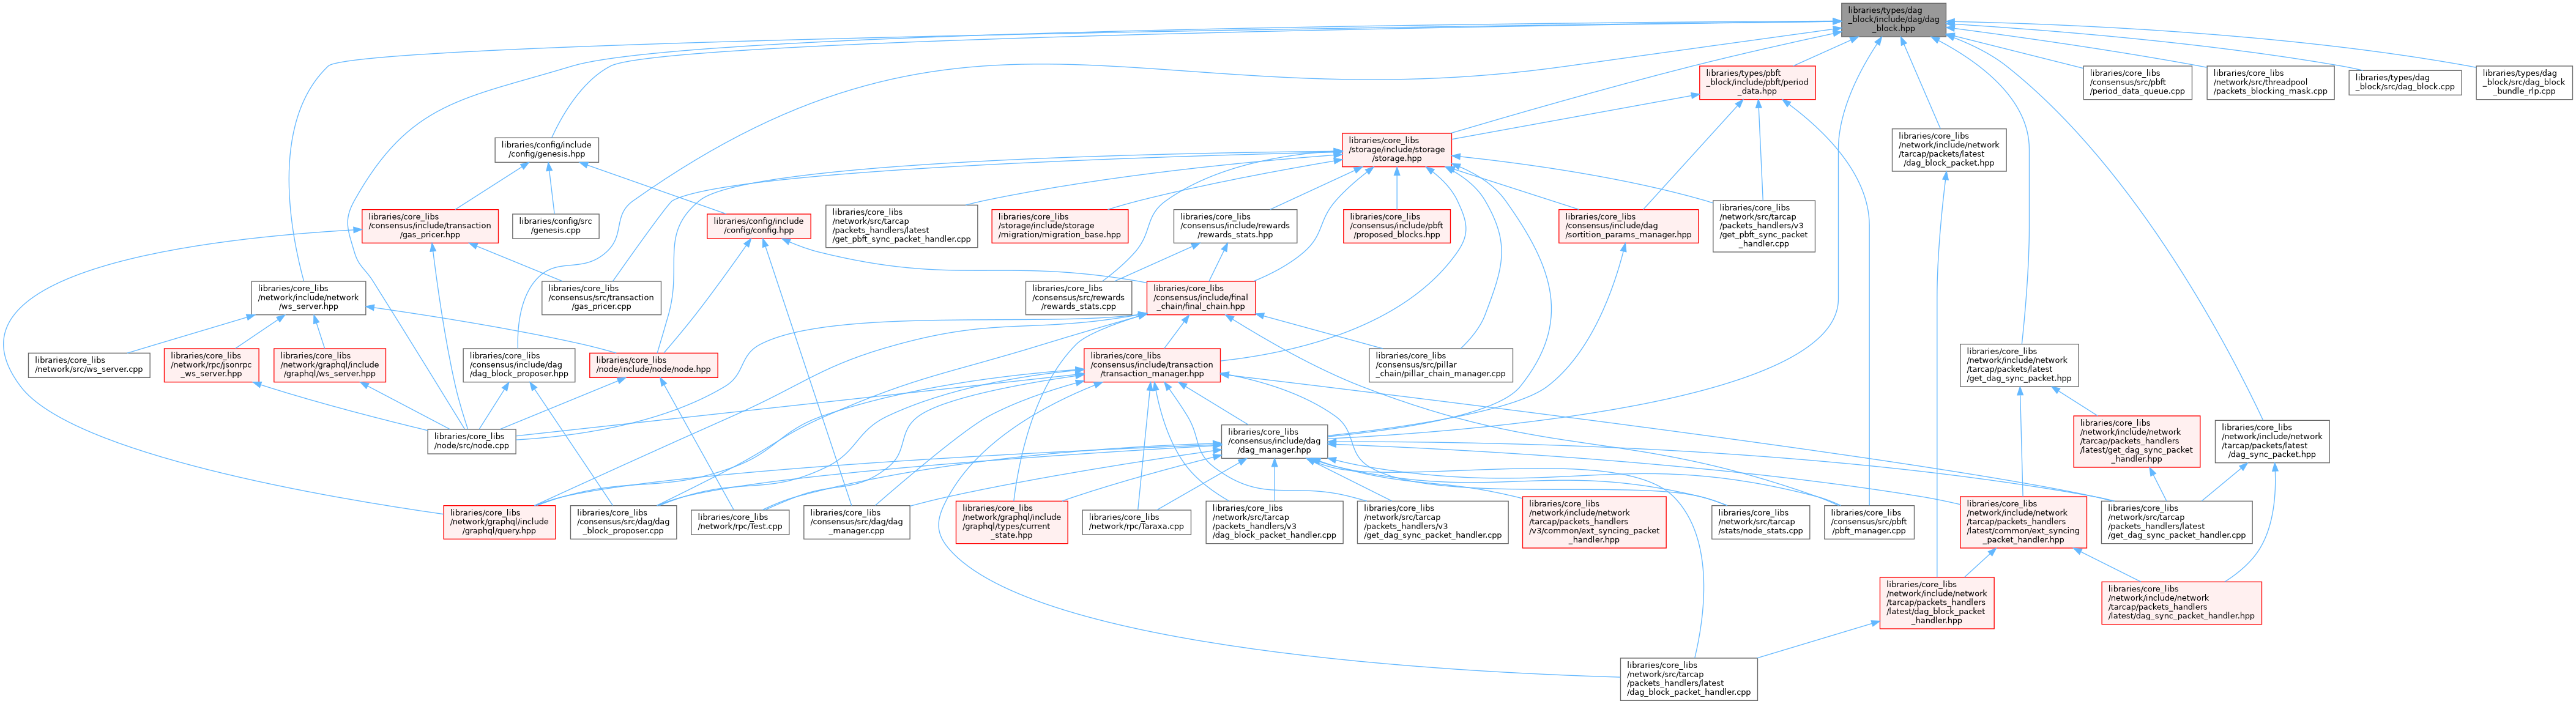 libraries/types/dag
_block/include/dag/dag
_block.hpp
libraries/types/pbft
_block/include/pbft/period
_data.hpp
libraries/core_libs
/consensus/src/pbft
/period_data_queue.cpp
libraries/core_libs
/network/src/threadpool
/packets_blocking_mask.cpp
libraries/types/dag
_block/src/dag_block.cpp
libraries/types/dag
_block/src/dag_block
_bundle_rlp.cpp
libraries/config/include
/config/genesis.hpp
libraries/core_libs
/storage/include/storage
/storage.hpp
libraries/core_libs
/network/include/network
/tarcap/packets/latest
/dag_block_packet.hpp
libraries/core_libs
/consensus/include/transaction
/gas_pricer.hpp
libraries/config/src
/genesis.cpp
libraries/config/include
/config/config.hpp
libraries/core_libs
/network/src/tarcap
/packets_handlers/latest
/get_pbft_sync_packet_handler.cpp
libraries/core_libs
/storage/include/storage
/migration/migration_base.hpp
libraries/core_libs
/consensus/include/rewards
/rewards_stats.hpp
libraries/core_libs
/consensus/include/pbft
/proposed_blocks.hpp
libraries/core_libs
/consensus/include/dag
/sortition_params_manager.hpp
libraries/core_libs
/network/src/tarcap
/packets_handlers/v3
/get_pbft_sync_packet
_handler.cpp
libraries/core_libs
/network/include/network
/ws_server.hpp
libraries/core_libs
/consensus/src/transaction
/gas_pricer.cpp
libraries/core_libs
/consensus/src/rewards
/rewards_stats.cpp
libraries/core_libs
/consensus/include/final
_chain/final_chain.hpp
libraries/core_libs
/network/src/ws_server.cpp
libraries/core_libs
/network/rpc/jsonrpc
_ws_server.hpp
libraries/core_libs
/network/graphql/include
/graphql/ws_server.hpp
libraries/core_libs
/consensus/include/dag
/dag_block_proposer.hpp
libraries/core_libs
/node/include/node/node.hpp
libraries/core_libs
/consensus/include/transaction
/transaction_manager.hpp
libraries/core_libs
/consensus/src/pillar
_chain/pillar_chain_manager.cpp
libraries/core_libs
/network/include/network
/tarcap/packets/latest
/get_dag_sync_packet.hpp
libraries/core_libs
/node/src/node.cpp
libraries/core_libs
/consensus/include/dag
/dag_manager.hpp
libraries/core_libs
/network/include/network
/tarcap/packets_handlers
/latest/get_dag_sync_packet
_handler.hpp
libraries/core_libs
/network/include/network
/tarcap/packets/latest
/dag_sync_packet.hpp
libraries/core_libs
/network/graphql/include
/graphql/query.hpp
libraries/core_libs
/consensus/src/dag/dag
_block_proposer.cpp
libraries/core_libs
/network/rpc/Test.cpp
libraries/core_libs
/consensus/src/dag/dag
_manager.cpp
libraries/core_libs
/network/graphql/include
/graphql/types/current
_state.hpp
libraries/core_libs
/network/rpc/Taraxa.cpp
libraries/core_libs
/network/src/tarcap
/packets_handlers/v3
/dag_block_packet_handler.cpp
libraries/core_libs
/network/src/tarcap
/packets_handlers/v3
/get_dag_sync_packet_handler.cpp
libraries/core_libs
/network/include/network
/tarcap/packets_handlers
/v3/common/ext_syncing_packet
_handler.hpp
libraries/core_libs
/network/src/tarcap
/stats/node_stats.cpp
libraries/core_libs
/consensus/src/pbft
/pbft_manager.cpp
libraries/core_libs
/network/include/network
/tarcap/packets_handlers
/latest/common/ext_syncing
_packet_handler.hpp
libraries/core_libs
/network/src/tarcap
/packets_handlers/latest
/get_dag_sync_packet_handler.cpp
libraries/core_libs
/network/include/network
/tarcap/packets_handlers
/latest/dag_block_packet
_handler.hpp
libraries/core_libs
/network/include/network
/tarcap/packets_handlers
/latest/dag_sync_packet_handler.hpp
libraries/core_libs
/network/src/tarcap
/packets_handlers/latest
/dag_block_packet_handler.cpp